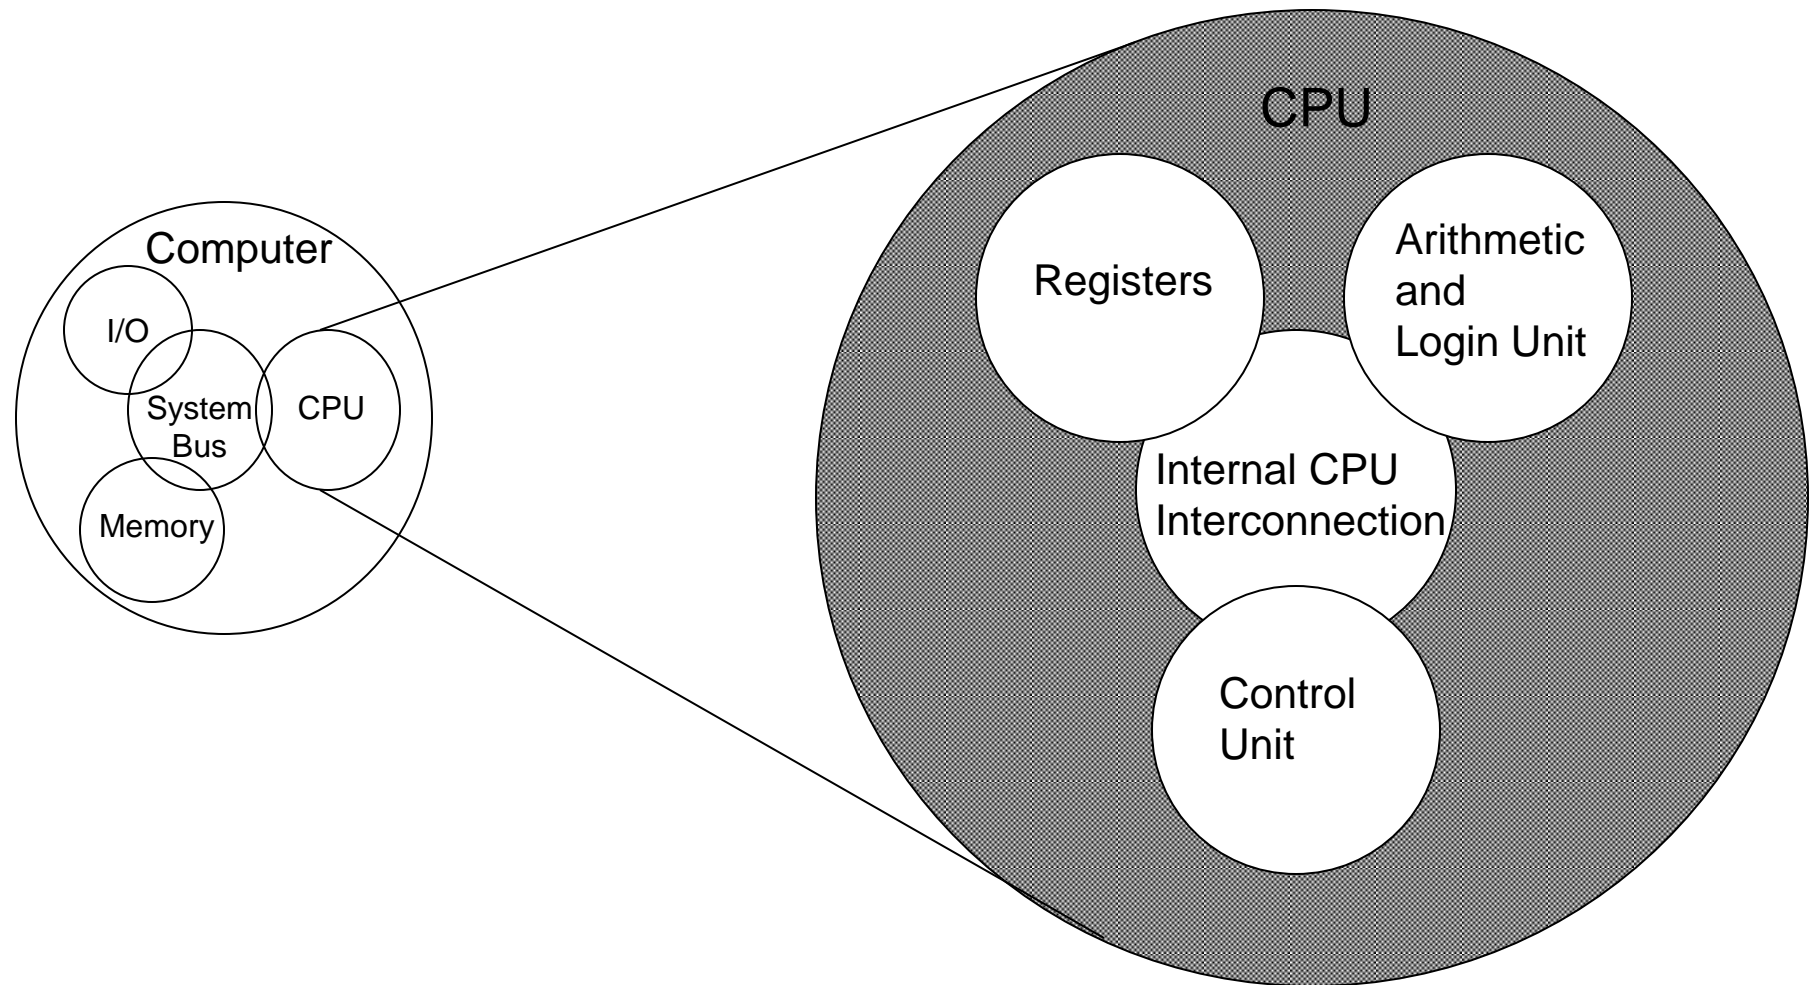 Computer
I/O
System
Bus
CPU
Memory
CPU
Registers
Arithmetic
and
Login Unit
Internal CPU
Interconnection
Control
Unit